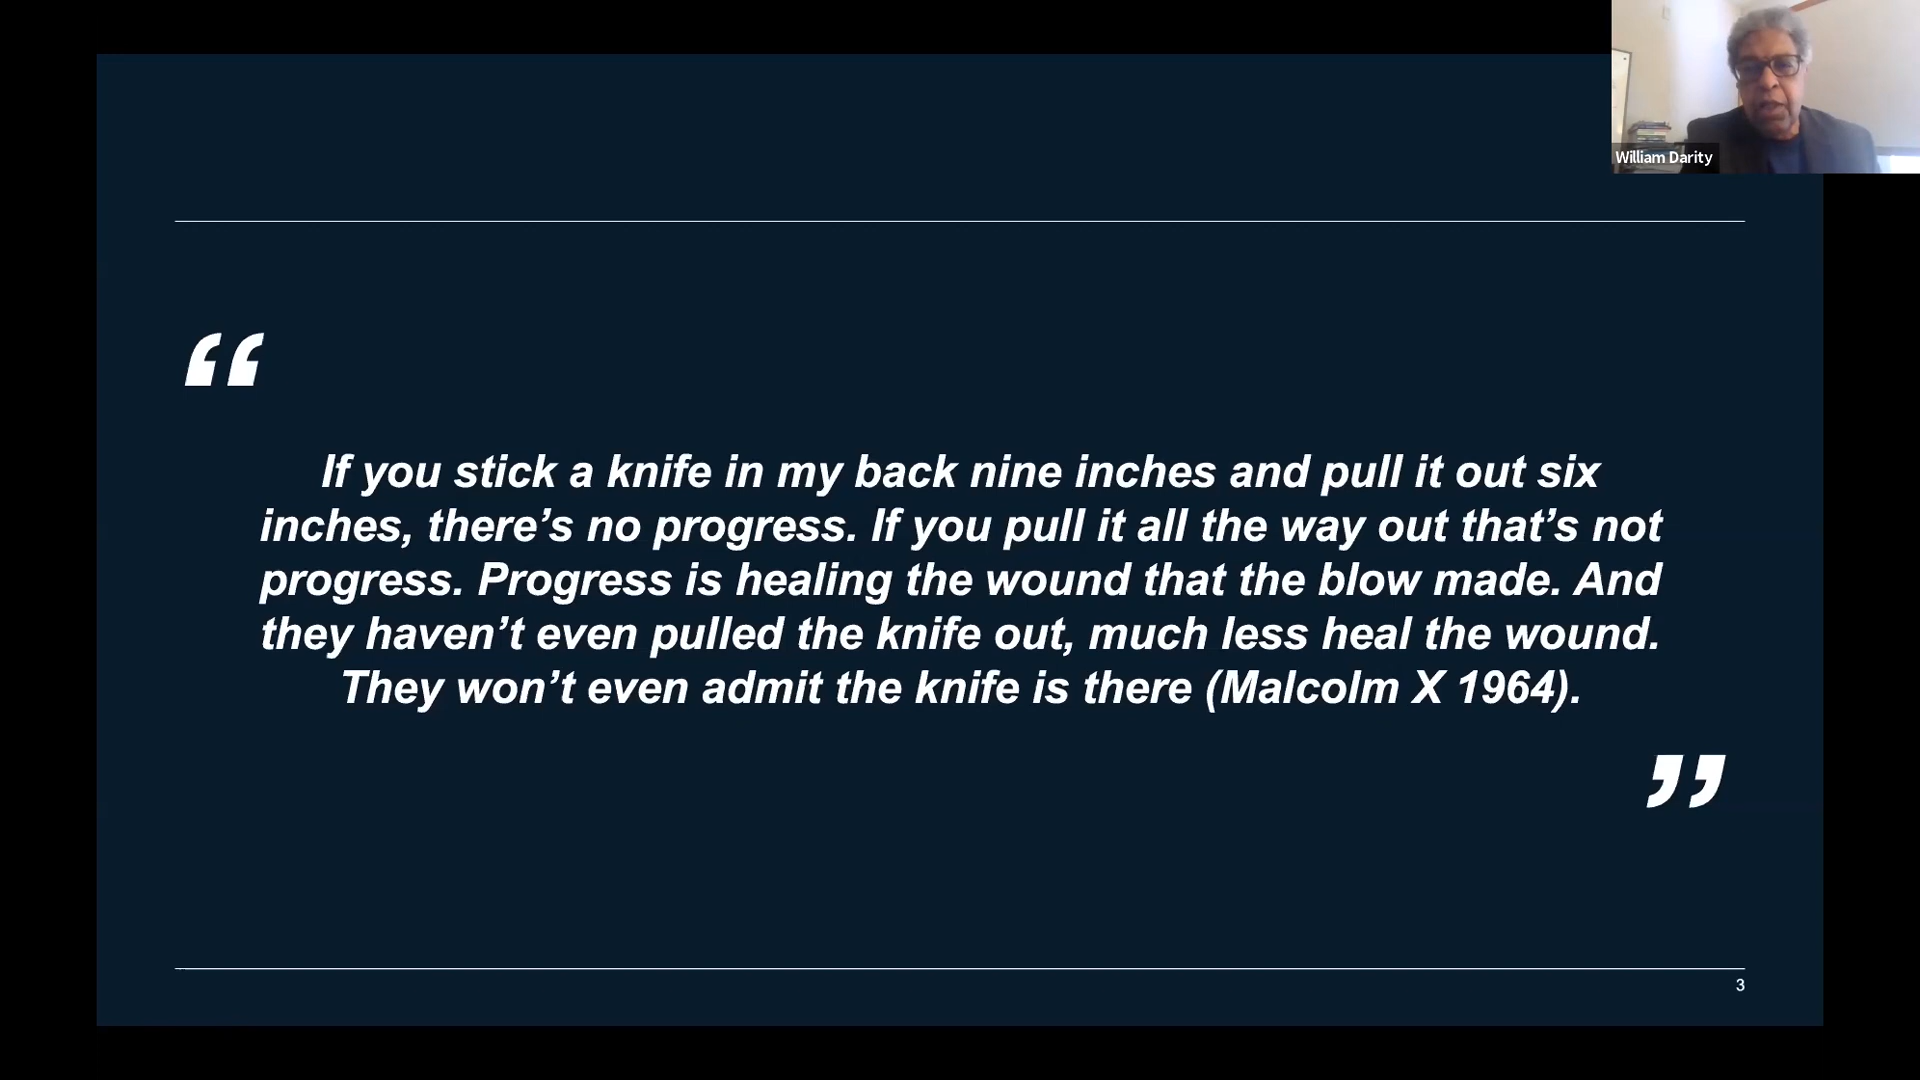 William Darity
“
If you stick a knife in my back nine inches and pull it out six
inches, there’s no progress. If you pull it all the way out that’s not
progress. Progress is healing the wound that the blow made. And
they haven’t even pulled the knife out, much less heal the wound.
They won’t even admit the knife is there (Malcolm X 1964).
”
3